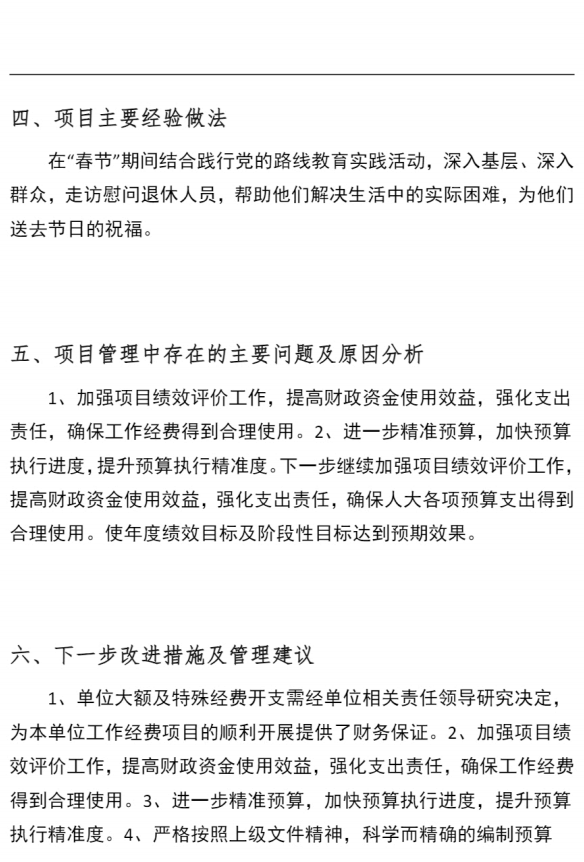 四、项目主要经验做法
在“春节”期间结合践行党的路线教育实践活动，深入基层、深入
群众，走访慰问退休人员，帮助他们解决生活中的实际困难，为他们
送去节日的祝福。
五、项目管理中存在的主要问题及原因分析
1、加强项目绩效评价工作，提高财政资金使用效益，强化支出
责任，确保工作经费得到合理使用。2、进一步精准预算，加快预算
执行进度，提升预算执行精准度。下一步继续加强项目绩效评价工作，
提高财政资金使用效益，强化支出责任，确保人大各项预算支出得到
合理使用。使年度绩效目标及阶段性目标达到预期效果。
六、下一步改进措施及管理建议
1、单位大额及特殊经费开支需经单位相关责任领导研究决定，
为本单位工作经费项目的顺利开展提供了财务保证。2、加强项目绩
效评价工作，提高财政资金使用效益，强化支出责任，确保工作经费
得到合理使用。3、进一步精准预算，加快预算执行进度，提升预算
执行精准度。4、严格按照上级文件精神，科学而精确的编制预算